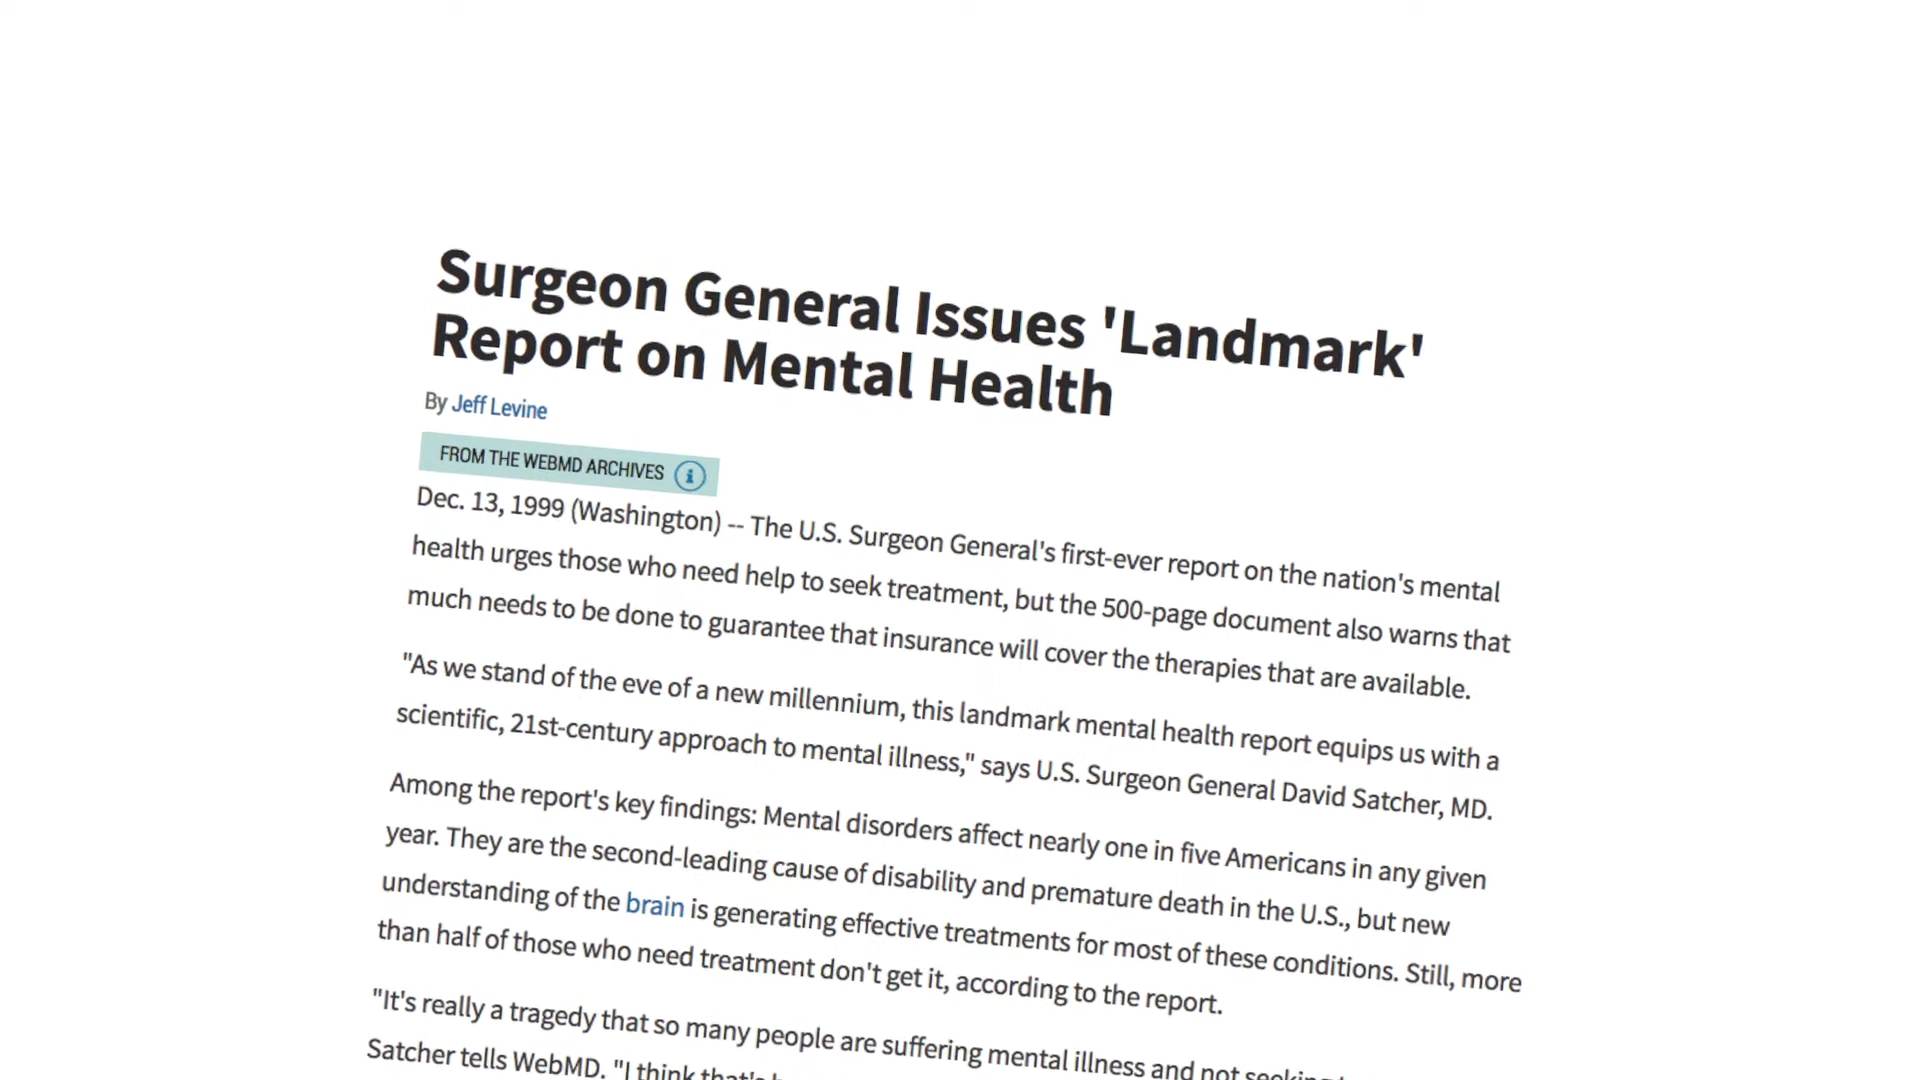 Surgeon General Issues 'Landmark'
Report on Mental Health
By Jeff Levine
FROM THE WEBMD ARCHIVES
Dec. 13, 1999 (Washington) -- The U.S. Surgeon General's first-ever report on the nation's mental
health urges those who need help to seek treatment, but the 500-page document also warns that
much needs to be done to guarantee that insurance will cover the therapies that are available.
"As we stand of the eve of a new millennium, this landmark mental health report equips us with a
scientific, 21st-century approach to mental illness," says U.S. Surgeon General David Satcher, MD.
Among the report's key findings: Mental disorders affect nearly one in five Americans in any given
year. They are the second-leading cause of disability and premature death in the U.S., but new
understanding of the brain is generating effective treatments for most of these conditions. Still, more
than half of those who need treatment don't get it, according to the report.
"It's really a tragedy that so many people are suffering mental illness and not seeking
Satcher tells WebMD. "I think that's